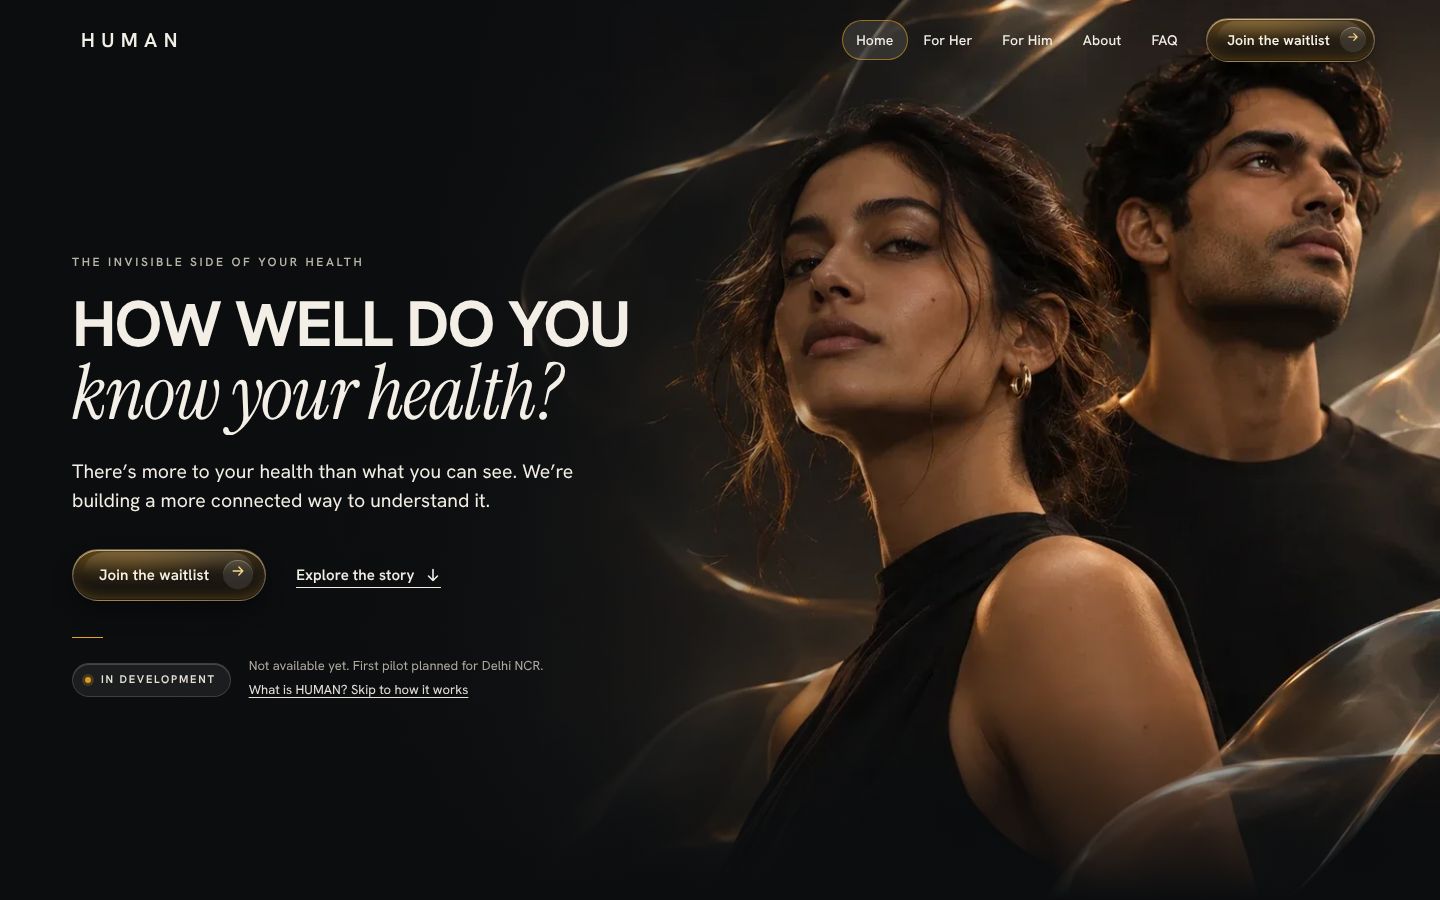 HUMAN
Home
For Her
For Him
About
FAQ
Join the waitlist
THE INVISIBLE SIDE OF YOUR HEALTH
HOW WELL DO YOU
know your health?
There’s more to your health than what you can see. We’re
building a more connected way to understand it.
Join the waitlist
Explore the story
IN DEVELOPMENT
Not available yet. First pilot planned for Delhi NCR.
What is HUMAN? Skip to how it works